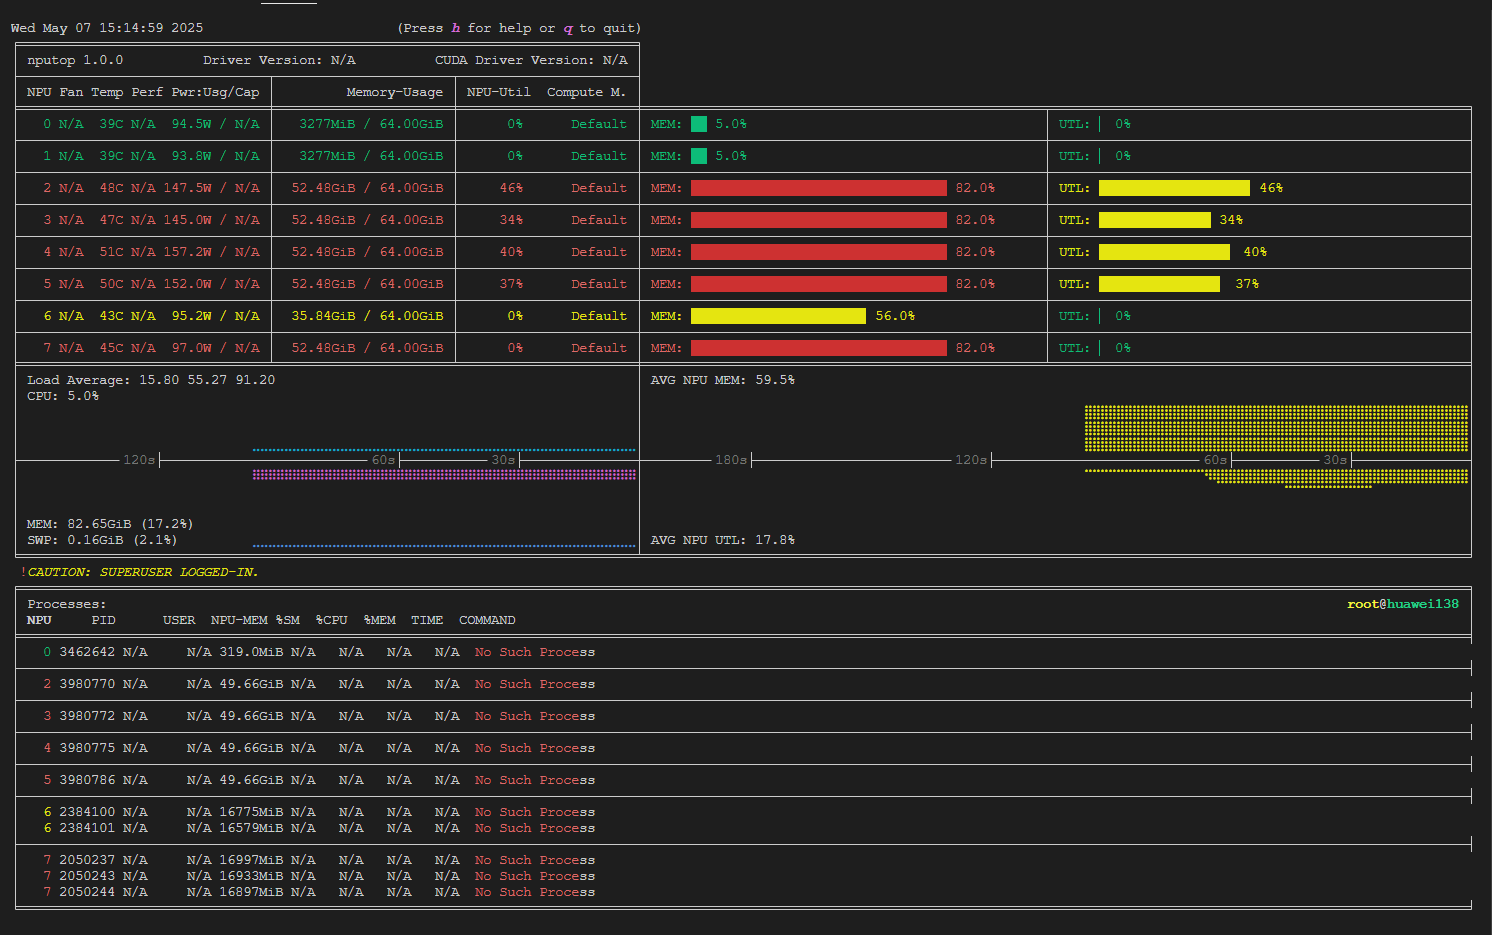 Wed May 07 15:14:59 2025 (Press h for help or q to quit)
nputop 1.0.0 Driver Version: N/A CUDA Driver Version: N/A
NPU Fan Temp Perf Pwr:Usg/Cap Memory-Usage NPU-Util Compute M.
0 N/A 39C N/A 94.5W / N/A 3277MiB / 64.00GiB 0% Default MEM: 5.0% UTL: 0%
1 N/A 39C N/A 93.8W / N/A 3277MiB / 64.00GiB 0% Default MEM: 5.0% UTL: 0%
2 N/A 48C N/A 147.5W / N/A 52.48GiB / 64.00GiB 46% Default MEM: 82.0% UTL: 46%
3 N/A 47C N/A 145.0W / N/A 52.48GiB / 64.00GiB 34% Default MEM: 82.0% UTL: 34%
4 N/A 51C N/A 157.2W / N/A 52.48GiB / 64.00GiB 40% Default MEM: 82.0% UTL: 40%
5 N/A 50C N/A 152.0W / N/A 52.48GiB / 64.00GiB 37% Default MEM: 82.0% UTL: 37%
6 N/A 43C N/A 95.2W / N/A 35.84GiB / 64.00GiB 0% Default MEM: 56.0% UTL: 0%
7 N/A 45C N/A 97.0W / N/A 52.48GiB / 64.00GiB 0% Default MEM: 82.0% UTL: 0%
Load Average: 15.80 55.27 91.20 AVG NPU MEM: 59.5%
CPU: 5.0%
120s 60s 30s 180s 120s 60s 30s
MEM: 82.65GiB (17.2%)
SWP: 0.16GiB (2.1%) AVG NPU UTL: 17.8%
!CAUTION: SUPERUSER LOGGED-IN.
Processes: root@huawei138
NPU PID USER NPU-MEM %SM %CPU %MEM TIME COMMAND
0 3462642 N/A N/A 319.0MiB N/A N/A N/A N/A No Such Process
2 3980770 N/A N/A 49.66GiB N/A N/A N/A N/A No Such Process
3 3980772 N/A N/A 49.66GiB N/A N/A N/A N/A No Such Process
4 3980775 N/A N/A 49.66GiB N/A N/A N/A N/A No Such Process
5 3980786 N/A N/A 49.66GiB N/A N/A N/A N/A No Such Process
6 2384100 N/A N/A 16775MiB N/A N/A N/A N/A No Such Process
6 2384101 N/A N/A 16579MiB N/A N/A N/A N/A No Such Process
7 2050237 N/A N/A 16997MiB N/A N/A N/A N/A No Such Process
7 2050243 N/A N/A 16933MiB N/A N/A N/A N/A No Such Process
7 2050244 N/A N/A 16897MiB N/A N/A N/A N/A No Such Process